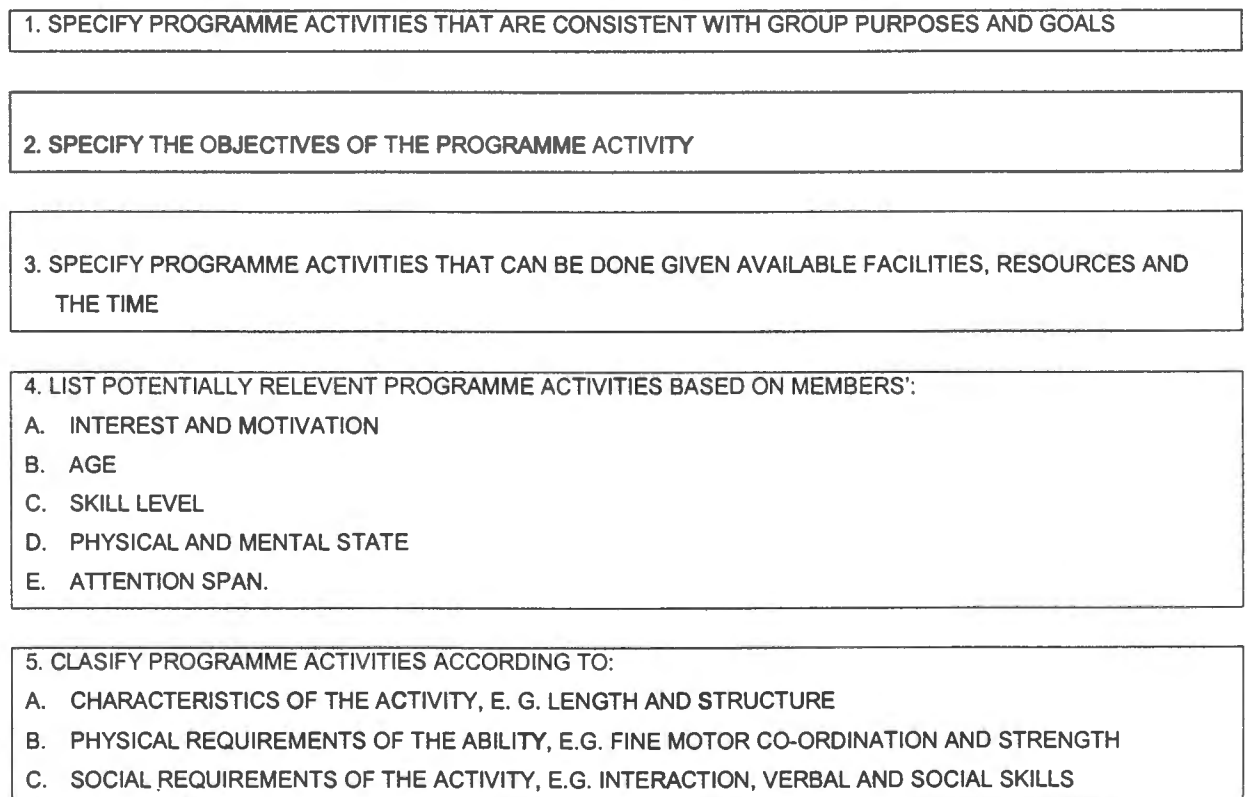 1. SPECIFY PROGRAMME ACTIVITIES THAT ARE CONSISTENT WITH GROUP PURPOSES AND GOALS
2. SPECIFY THE OBJECTIVES OF THE PROGRAMME ACTIVITY
3. SPECIFY PROGRAMME ACTIVITIES THAT CAN BE DONE GIVEN AVAILABLE FACILITIES, RESOURCES AND
THE TIME
4. LIST POTENTIALLY RELEVENT PROGRAMME ACTIVITIES BASED ON MEMBERS':
A. INTEREST AND MOTIVATION
B. AGE
C. SKILL LEVEL
D. PHYSICAL AND MENTAL STATE
E. ATTENTION SPAN.
5. CLASIFY PROGRAMME ACTIVITIES ACCORDING TO:
A. CHARACTERISTICS OF THE ACTIVITY, E. G. LENGTH AND STRUCTURE
B. PHYSICAL REQUIREMENTS OF THE ABILITY, E.G. FINE MOTOR CO-ORDINATION AND STRENGTH
C. SOCIAL REQUIREMENTS OF THE ACTIVITY, E.G. INTERACTION, VERBAL AND SOCIAL SKILLS